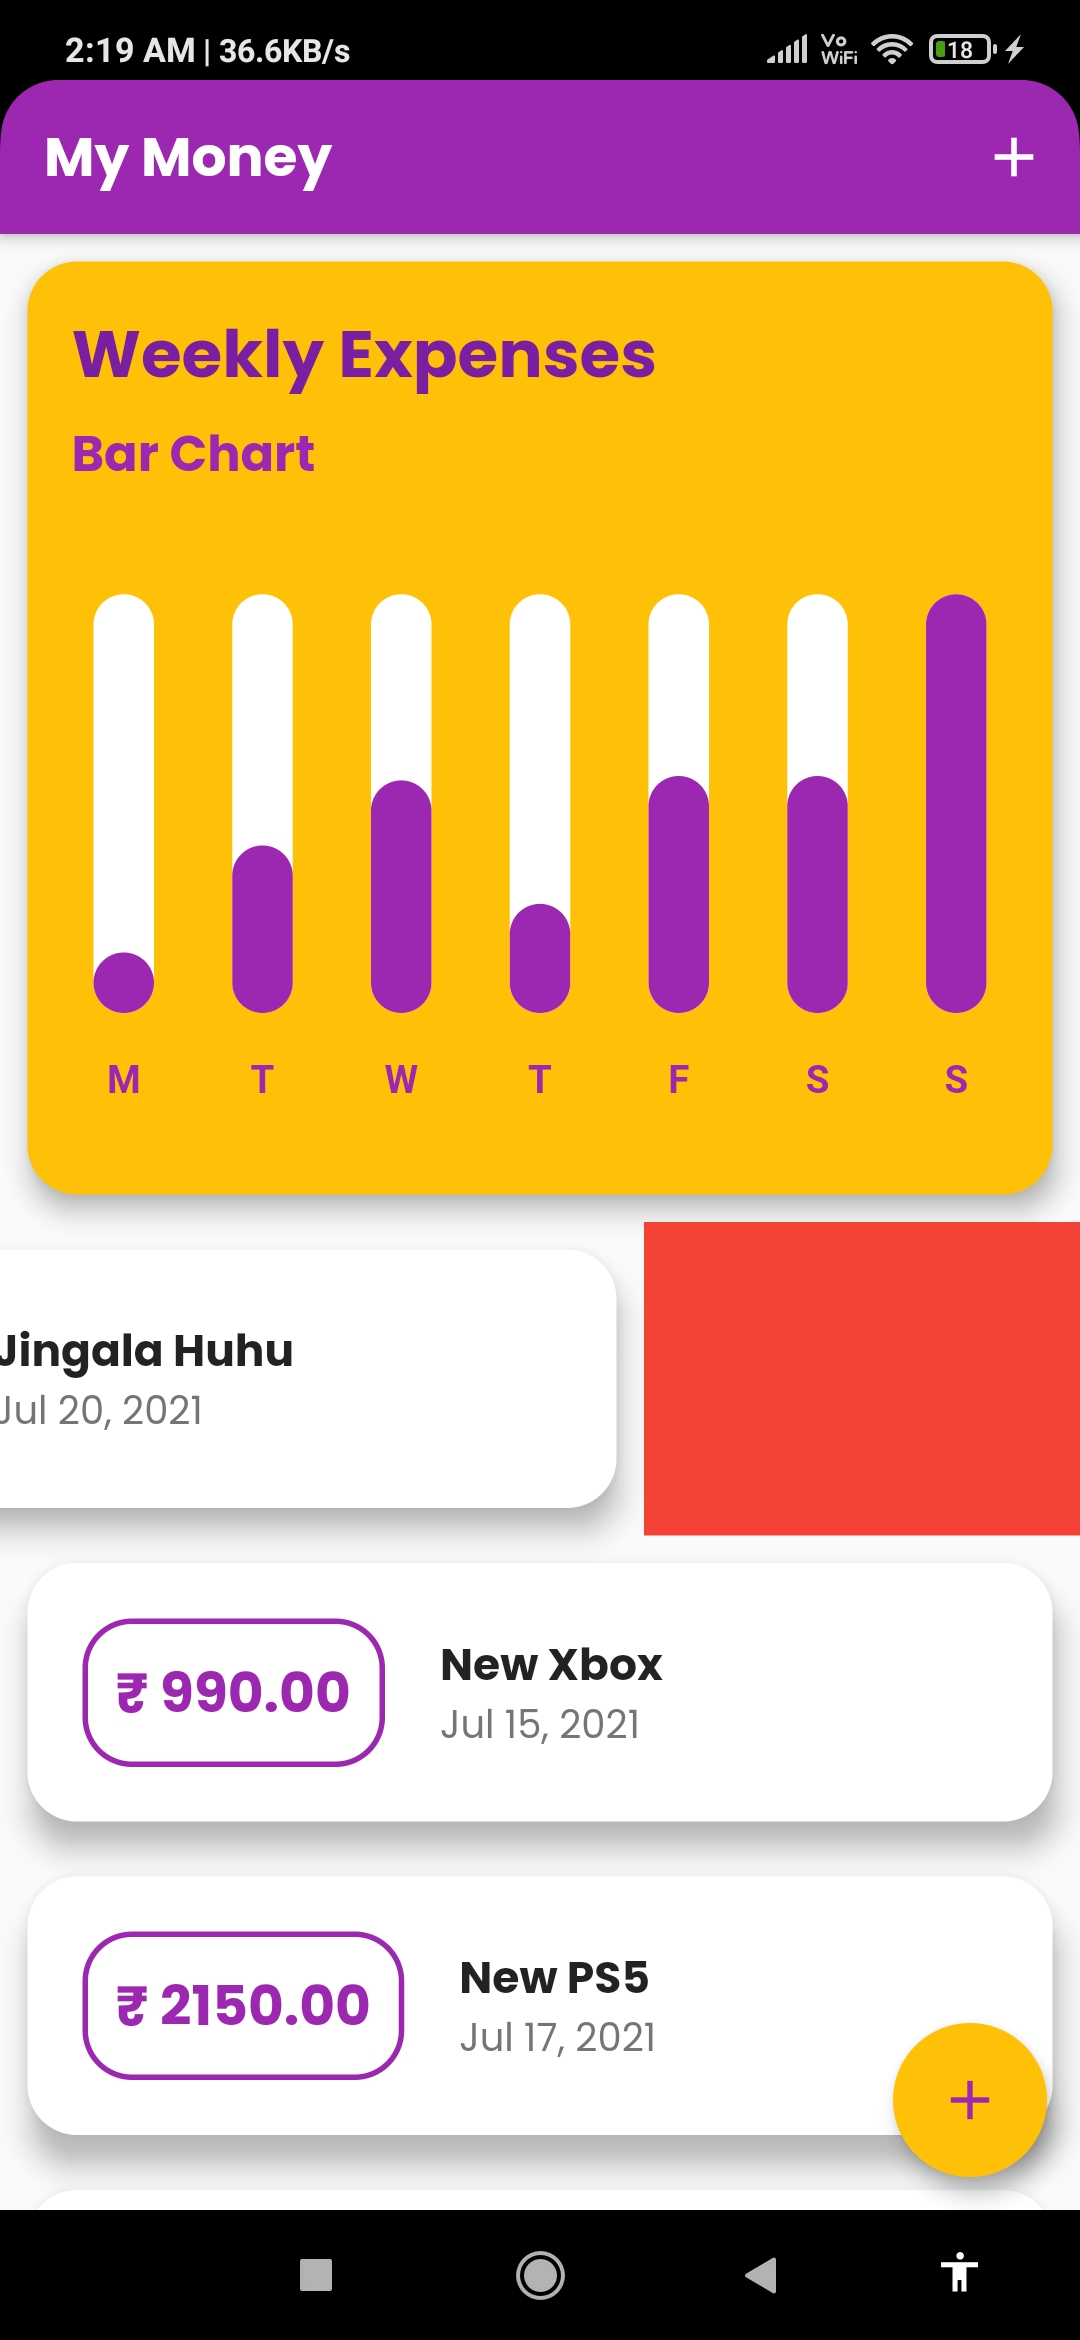 2:19 AM | 36.6KB/s Vo WiFi 18
My Money +
Weekly Expenses
Bar Chart
M T W T F S S
Jingala Huhu
Jul 20, 2021
₹ 990.00
New Xbox
Jul 15, 2021
₹ 2150.00
New PS5
Jul 17, 2021
+